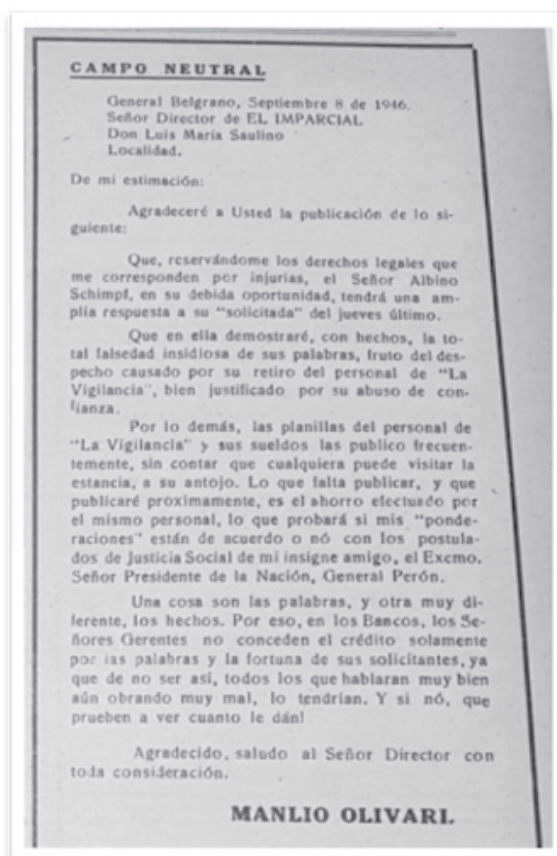 CAMPO NEUTRAL
General Belgrano, Septiembre 8 de 1946.
Señor Director de EL IMPARCIAL
Don Luis María Saulino
Localidad.
De mi estimación:
Agradeceré a Usted la publicación de lo si-
guiente:
Que, reservándome los derechos legales que
me corresponden por injurias, el Señor Albino
Schimpf, en su debida oportunidad, tendrá una am-
plia respuesta a su "solicitada" del jueves último.
Que en ella demostraré, con hechos, la to-
tal falsedad insidiosa de sus palabras, fruto del des-
pecho causado por su retiro del personal de "La
Vigilancia", bien justificado por su abuso de con-
fianza.
Por lo demás, las planillas del personal de
"La Vigilancia" y sus sueldos las publico frecuen-
temente, sin contar que cualquiera puede visitar la
estancia, a su antojo. Lo que falta publicar, y que
publicaré proximamente, es el ahorro efectuado por
el mismo personal, lo que probará si mis "ponde-
raciones" están de acuerdo o nó con los postula-
dos de Justicia Social de mi insigne amigo, el Excmo.
Señor Presidente de la Nación, General Perón.
Una cosa son las palabras, y otra muy di-
ferente, los hechos. Por eso, en los Bancos, los Se-
ñores Gerentes no conceden el crédito solamente
por las palabras y la fortuna de sus solicitantes, ya
que de no ser así, todos los que hablaran muy bien
aún obrando muy mal, lo tendrían. Y si nó, que
prueben a ver cuanto le dán!
Agradecido, saludo al Señor Director con
toda consideración.
MANLIO OLIVARI.